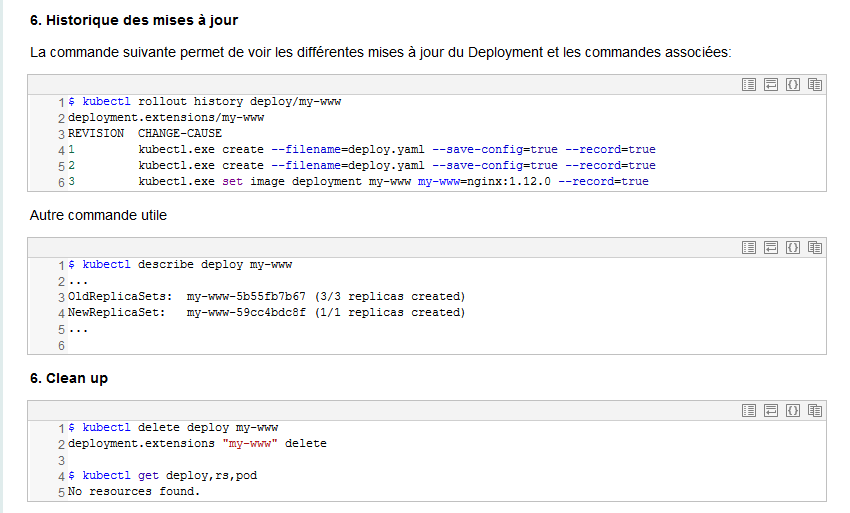 6. Historique des mises à jour
La commande suivante permet de voir les différentes mises à jour du Deployment et les commandes associées:
1 $ kubectl rollout history deploy/my-www
2 deployment.extensions/my-www
3 REVISION  CHANGE-CAUSE
4 1         kubectl.exe create --filename=deploy.yaml --save-config=true --record=true
5 2         kubectl.exe create --filename=deploy.yaml --save-config=true --record=true
6 3         kubectl.exe set image deployment my-www my-www=nginx:1.12.0 --record=true
Autre commande utile
1 $ kubectl describe deploy my-www
2 ...
3 OldReplicaSets:  my-www-5b55fb7b67 (3/3 replicas created)
4 NewReplicaSet:   my-www-59cc4bdc8f (1/1 replicas created)
5 ...
6
6. Clean up
1 $ kubectl delete deploy my-www
2 deployment.extensions "my-www" delete
3
4 $ kubectl get deploy,rs,pod
5 No resources found.